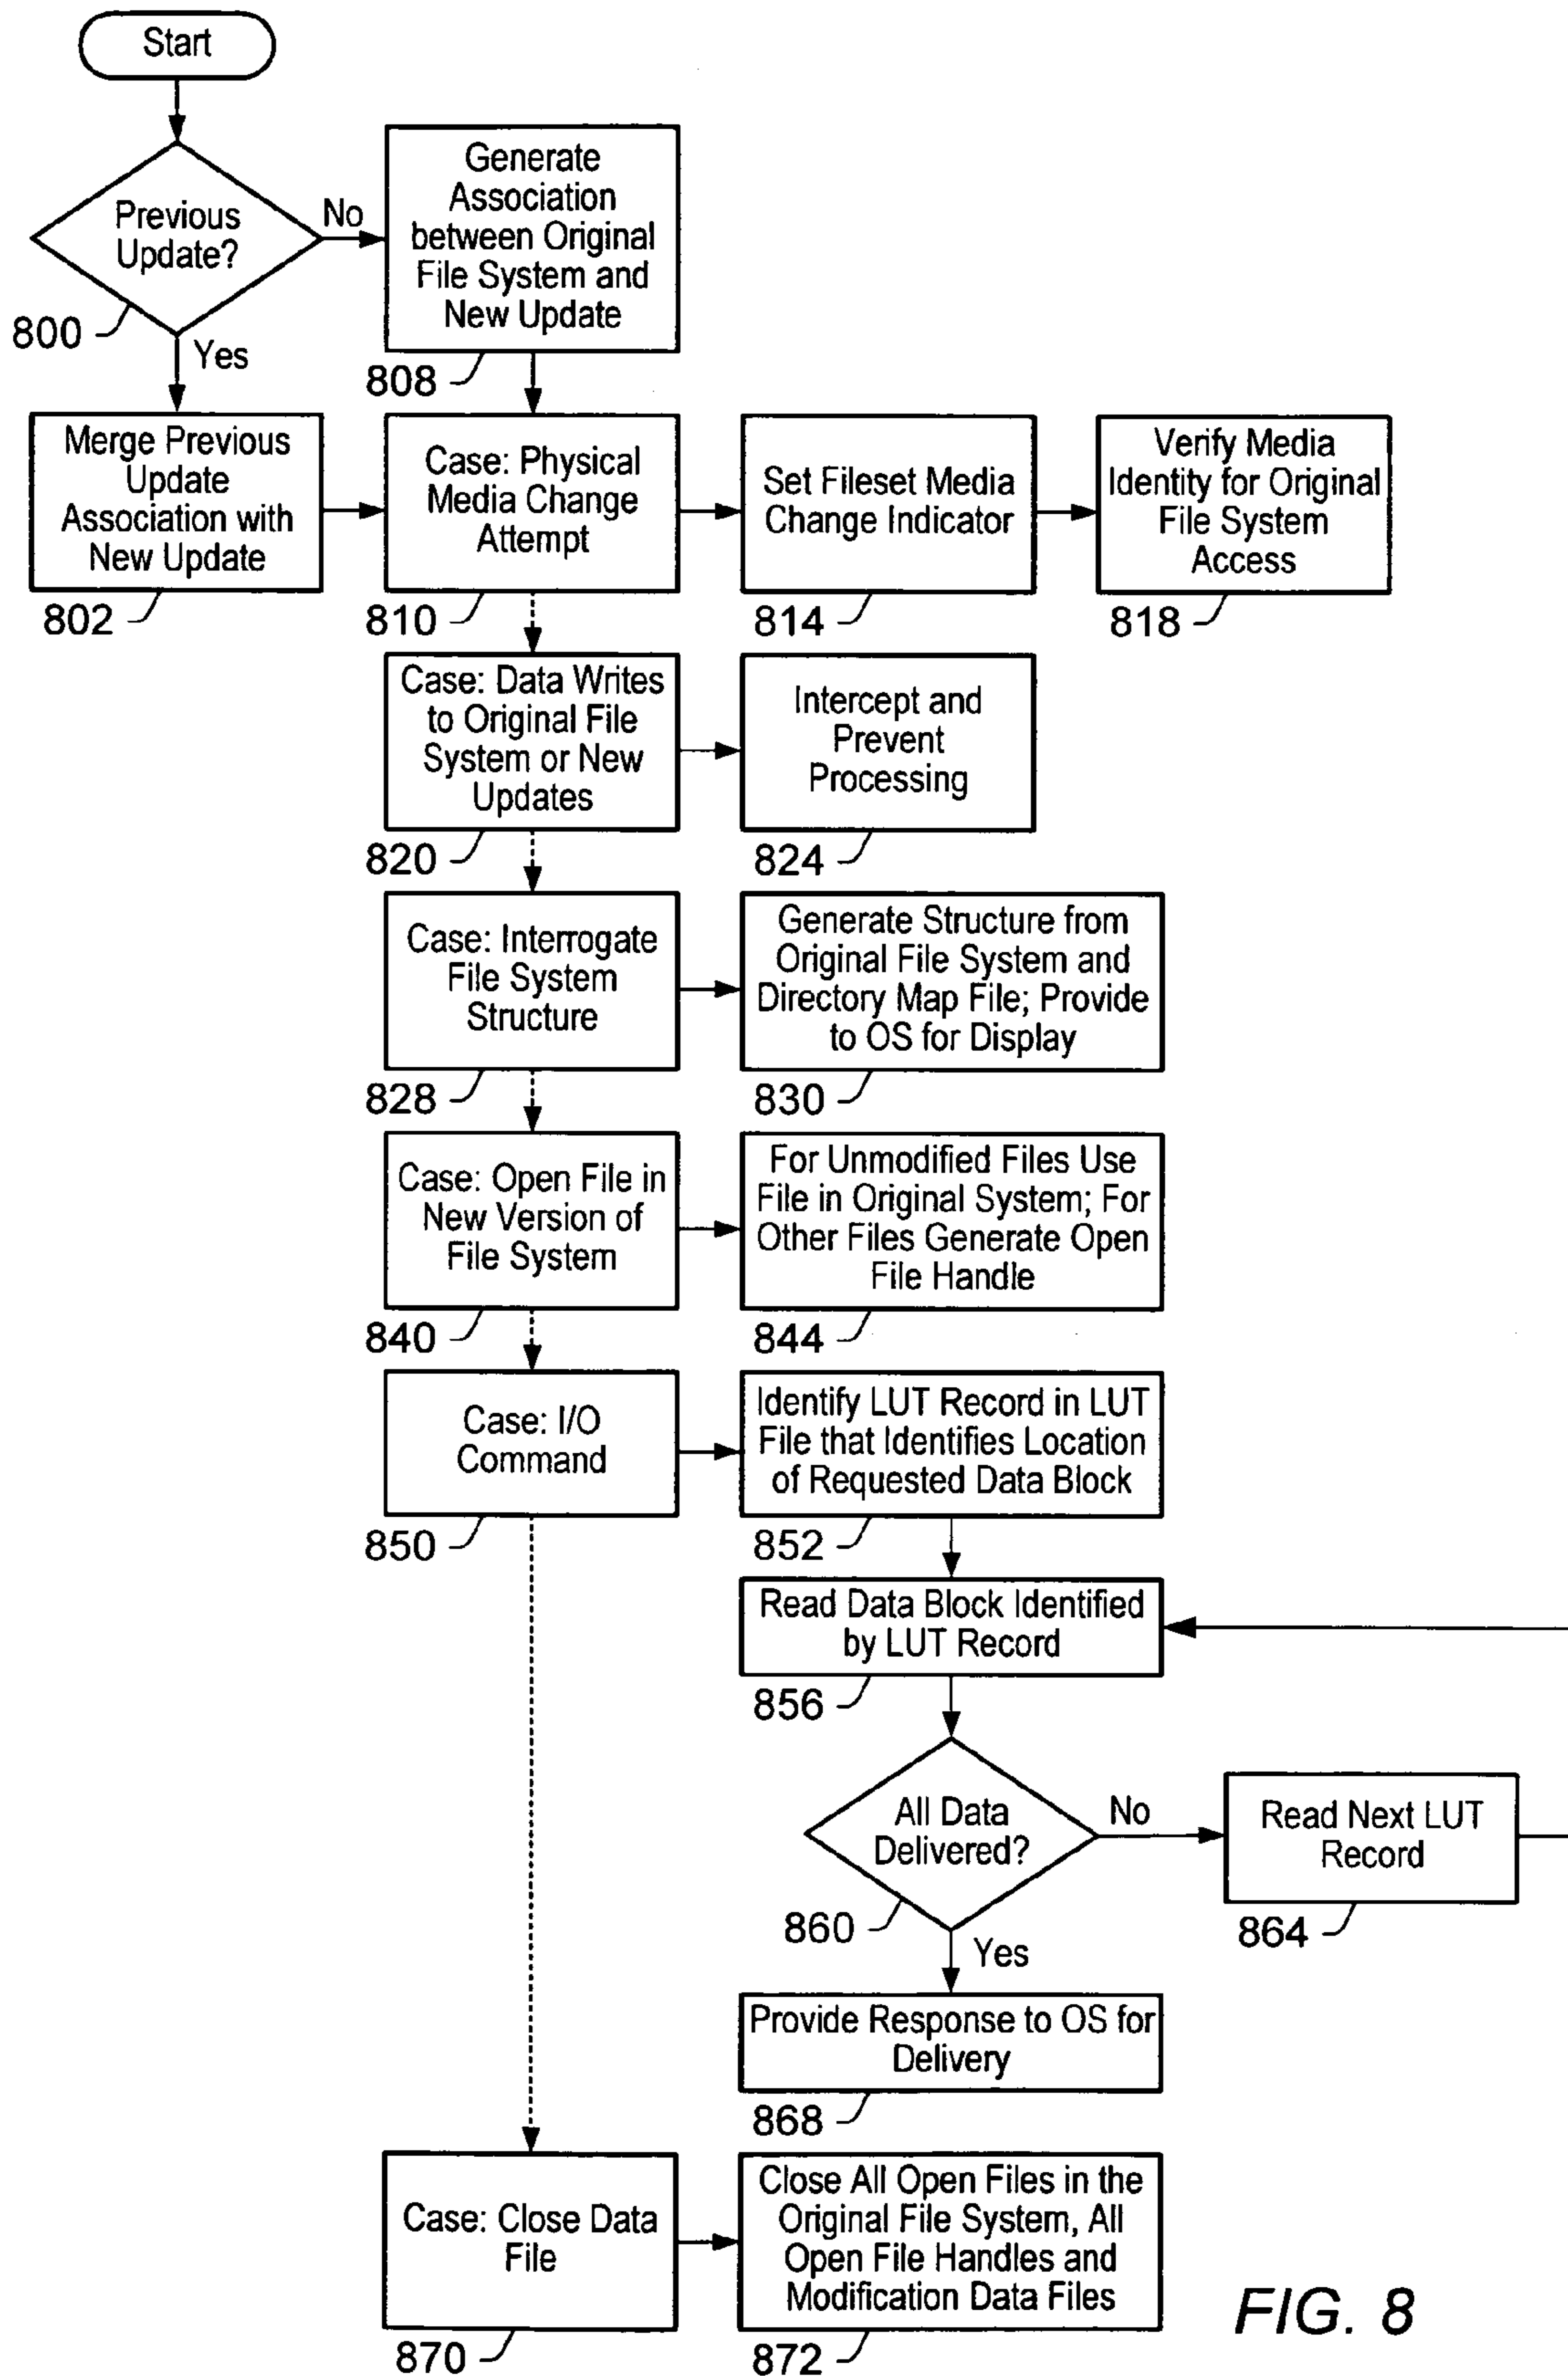 Start
Previous
Update?
No
800
Yes
Generate
Association
between Original
File System and
New Update
808
Merge Previous
Update
Association with
New Update
802
Case: Physical
Media Change
Attempt
810
Set Fileset Media
Change Indicator
814
Verify Media
Identity for Original
File System
Access
818
Case: Data Writes
to Original File
System or New
Updates
820
Intercept and
Prevent
Processing
824
Case: Interrogate
File System
Structure
828
Generate Structure from
Original File System and
Directory Map File; Provide
to OS for Display
830
Case: Open File in
New Version of
File System
840
For Unmodified Files Use
File in Original System; For
Other Files Generate Open
File Handle
844
Case: I/O
Command
850
Identify LUT Record in LUT
File that Identifies Location
of Requested Data Block
852
Read Data Block Identified
by LUT Record
856
All Data
Delivered?
No
860
Yes
Read Next LUT
Record
864
Provide Response to OS for
Delivery
868
Case: Close Data
File
870
Close All Open Files in the
Original File System, All
Open File Handles and
Modification Data Files
872
FIG. 8